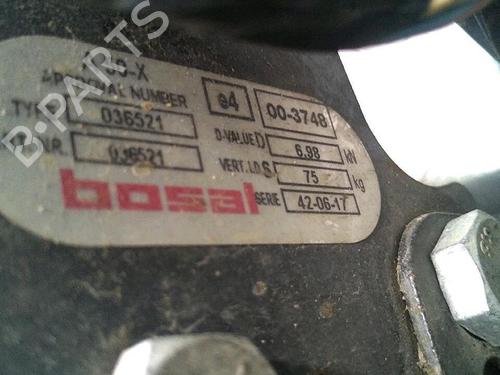 B-PARTS
-X
APPROVAL NUMBER
e4
00-3748
TYPE 036521
D-VALUE D 6.98 kN
NR. 036521
VERT.LD S 75 kg
bosal
SERIE 42-06-17